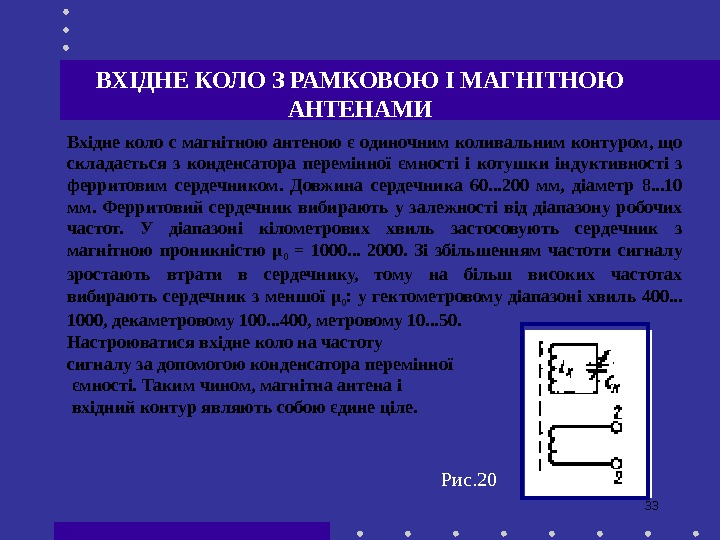 ВХІДНЕ КОЛО З РАМКОВОЮ І МАГНІТНОЮ
АНТЕНАМИ
Вхідне коло с магнітною антеною є одиночним коливальним контуром, що
складається з конденсатора перемінної ємності і котушки індуктивності з
ферритовим сердечником. Довжина сердечника 60...200 мм, діаметр 8...10
мм. Ферритовий сердечник вибирають у залежності від діапазону робочих
частот. У діапазоні кілометрових хвиль застосовують сердечник з
магнітною проникністю μ0 = 1000... 2000. Зі збільшенням частоти сигналу
зростають втрати в сердечнику, тому на більш високих частотах
вибирають сердечник з меншої μ0: у гектометровому діапазоні хвиль 400...
1000, декаметровому 100...400, метровому 10...50.
Настроюватися вхідне коло на частоту
сигналу за допомогою конденсатора перемінної
ємності. Таким чином, магнітна антена і
вхідний контур являють собою єдине ціле.
Lк Cк
2
2
Рис.20
33